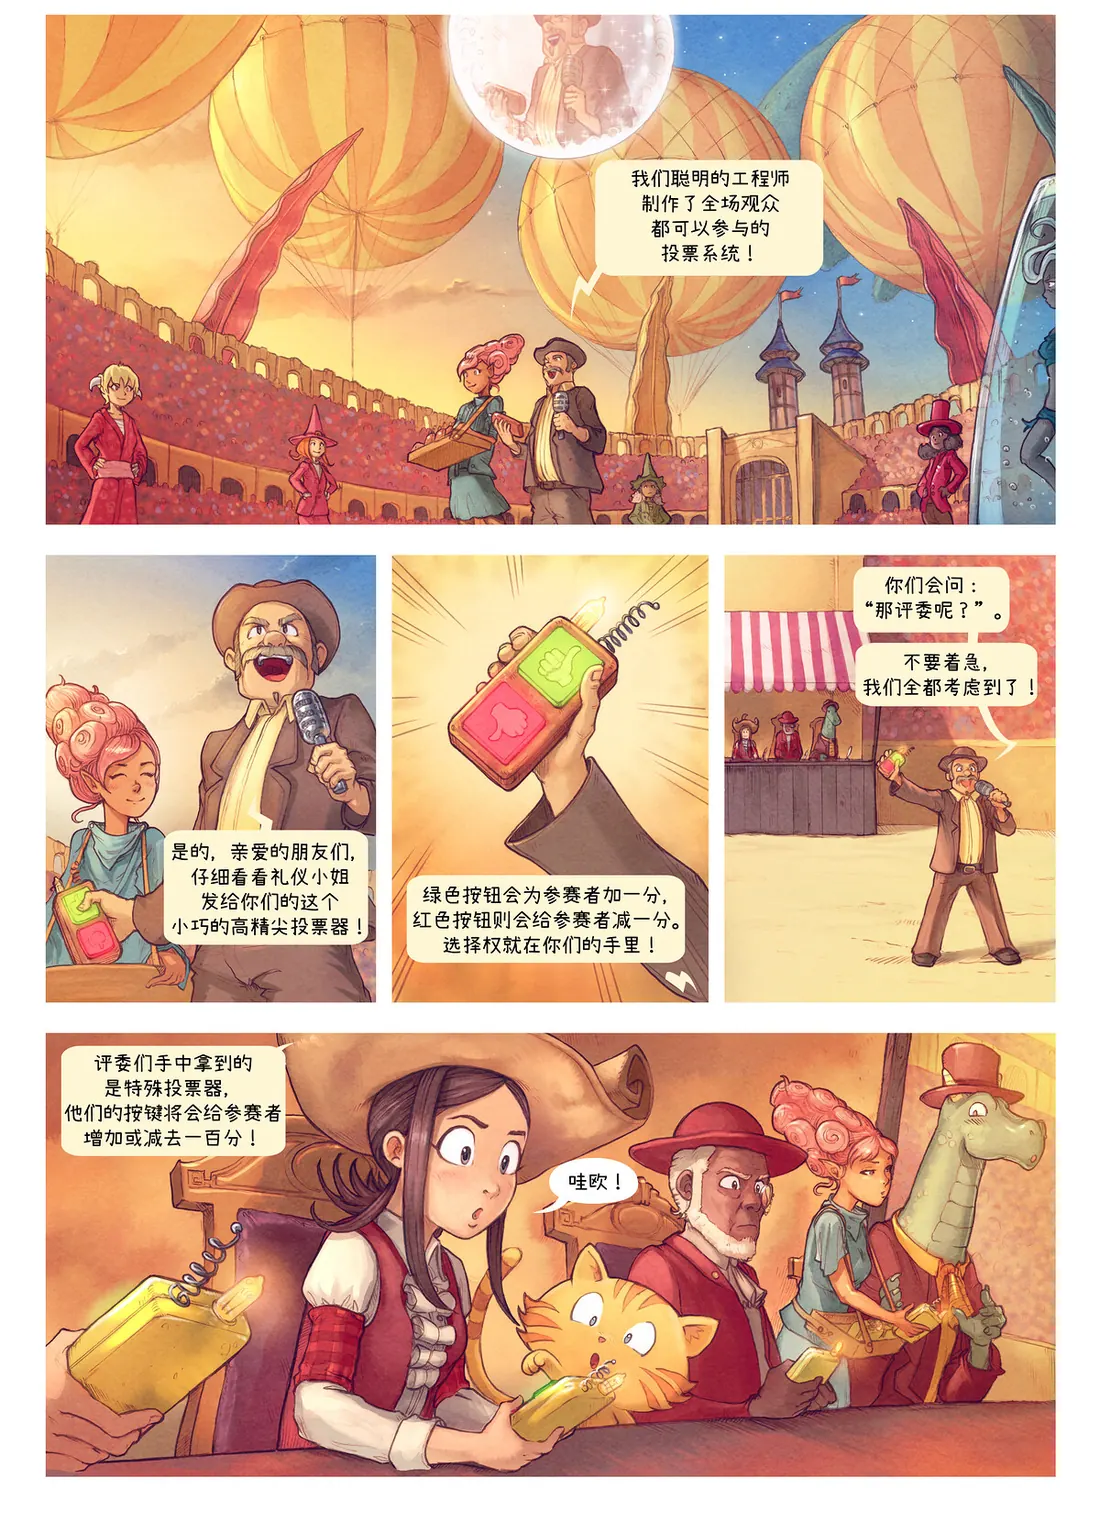 我们聪明的工程师
制作了全场观众
都可以参与的
投票系统！
是的，亲爱的朋友们，
仔细看看礼仪小姐
发给你们的这个
小巧的高精尖投票器！
绿色按钮会为参赛者加一分，
红色按钮则会给参赛者减一分。
选择权就在你们的手里！
你们会问：
“那评委呢？”。
不要着急，
我们全都考虑到了！
评委们手中拿到的
是特殊投票器，
他们的按键将会给参赛者
增加或减去一百分！
哇欧！